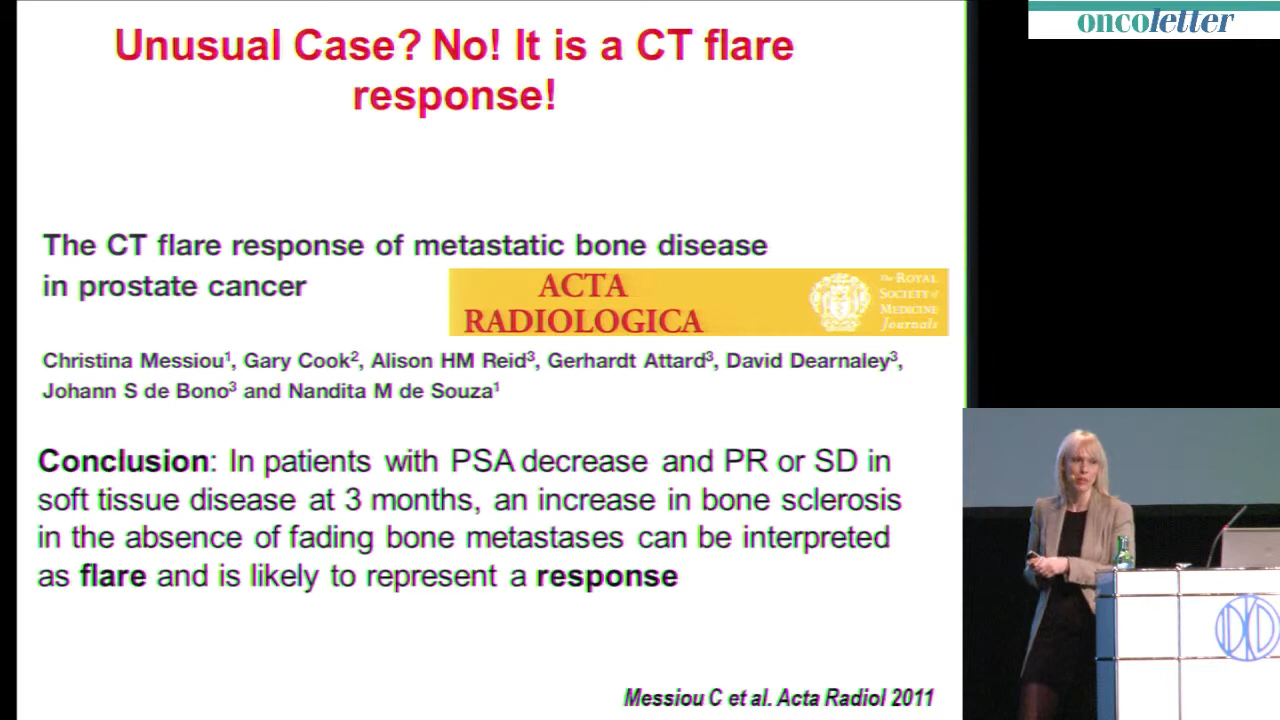 Unusual Case? No! It is a CT flare
response!
oncoletter
The CT flare response of metastatic bone disease
in prostate cancer
ACTA
RADIOLOGICA
The ROYAL
SOCIETY of
MEDICINE
Journals
Christina Messiou¹, Gary Cook², Alison HM Reid³, Gerhardt Attard³, David Dearnaley³,
Johann S de Bono³ and Nandita M de Souza¹
Conclusion: In patients with PSA decrease and PR or SD in
soft tissue disease at 3 months, an increase in bone sclerosis
in the absence of fading bone metastases can be interpreted
as flare and is likely to represent a response
Messiou C et al. Acta Radiol 2011
IDKD